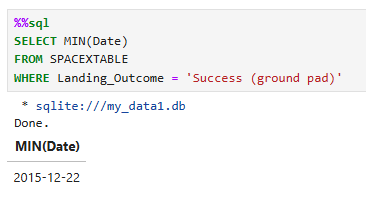 %%sql
SELECT MIN(Date)
FROM SPACEXTABLE
WHERE Landing_Outcome = 'Success (ground pad)'
* sqlite:///my_data1.db
Done.
MIN(Date)
2015-12-22